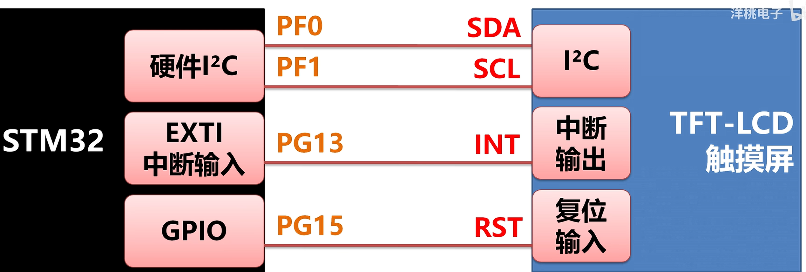 洋桃电子
STM32
硬件I²C
PF0
SDA
PF1
SCL
I²C
EXTI
中断输入
PG13
INT
中断
输出
TFT-LCD
触摸屏
GPIO
PG15
RST
复位
输入